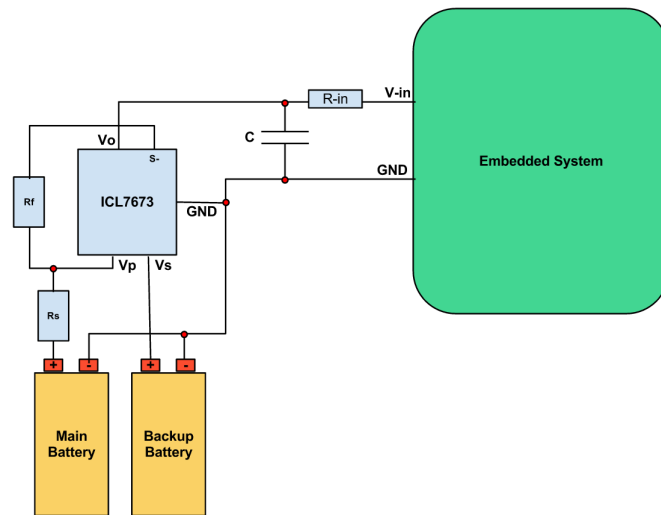 V-in
R-in
Vo
C
S-
GND
Embedded System
Rf
ICL7673
GND
Vp
Vs
Rs
+
-
+
-
Main
Battery
Backup
Battery